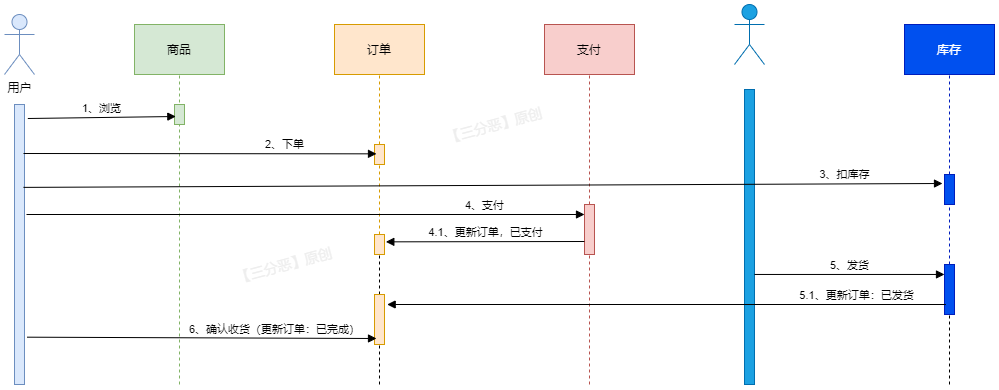 商品
订单
支付
库存
用户
1、浏览
【三分恶】原创
2、下单
3、扣库存
4、支付
4.1、更新订单，已支付
【三分恶】原创
5、发货
5.1、更新订单：已发货
6、确认收货（更新订单：已完成）